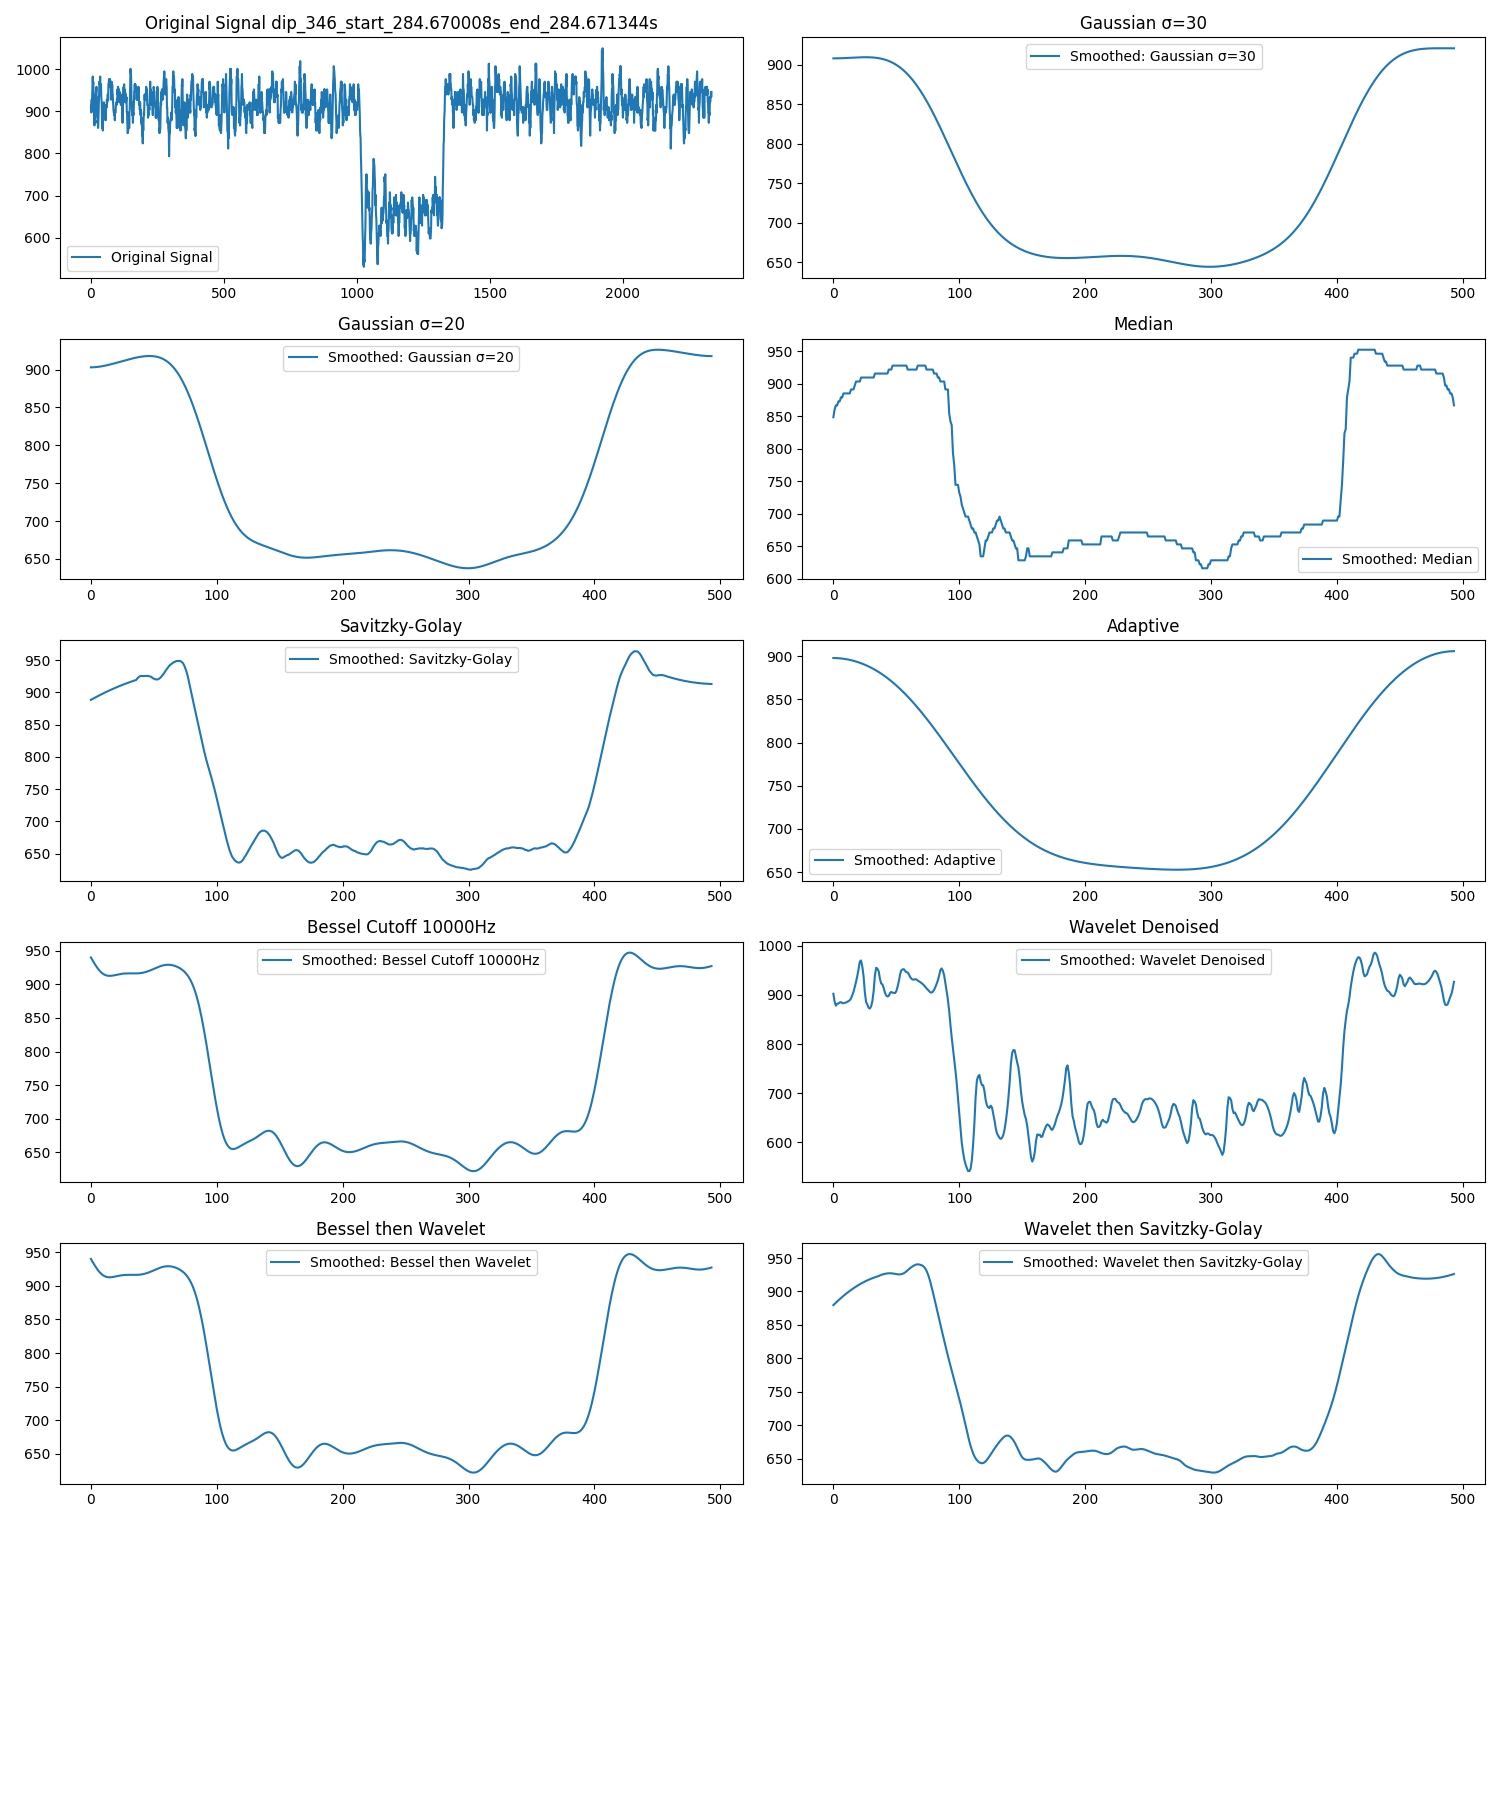 Original Signal dip_346_start_284.670008s_end_284.671344s
1000
900
800
700
600
Original Signal
0 500 1000 1500 2000
Gaussian σ=30
900
850
800
750
700
650
Smoothed: Gaussian σ=30
0 100 200 300 400 500
Gaussian σ=20
900
850
800
750
700
650
Smoothed: Gaussian σ=20
0 100 200 300 400 500
Median
950
900
850
800
750
700
650
600
Smoothed: Median
0 100 200 300 400 500
Savitzky-Golay
950
900
850
800
750
700
650
Smoothed: Savitzky-Golay
0 100 200 300 400 500
Adaptive
900
850
800
750
700
650
Smoothed: Adaptive
0 100 200 300 400 500
Bessel Cutoff 10000Hz
950
900
850
800
750
700
650
Smoothed: Bessel Cutoff 10000Hz
0 100 200 300 400 500
Wavelet Denoised
1000
900
800
700
600
Smoothed: Wavelet Denoised
0 100 200 300 400 500
Bessel then Wavelet
950
900
850
800
750
700
650
Smoothed: Bessel then Wavelet
0 100 200 300 400 500
Wavelet then Savitzky-Golay
950
900
850
800
750
700
650
Smoothed: Wavelet then Savitzky-Golay
0 100 200 300 400 500